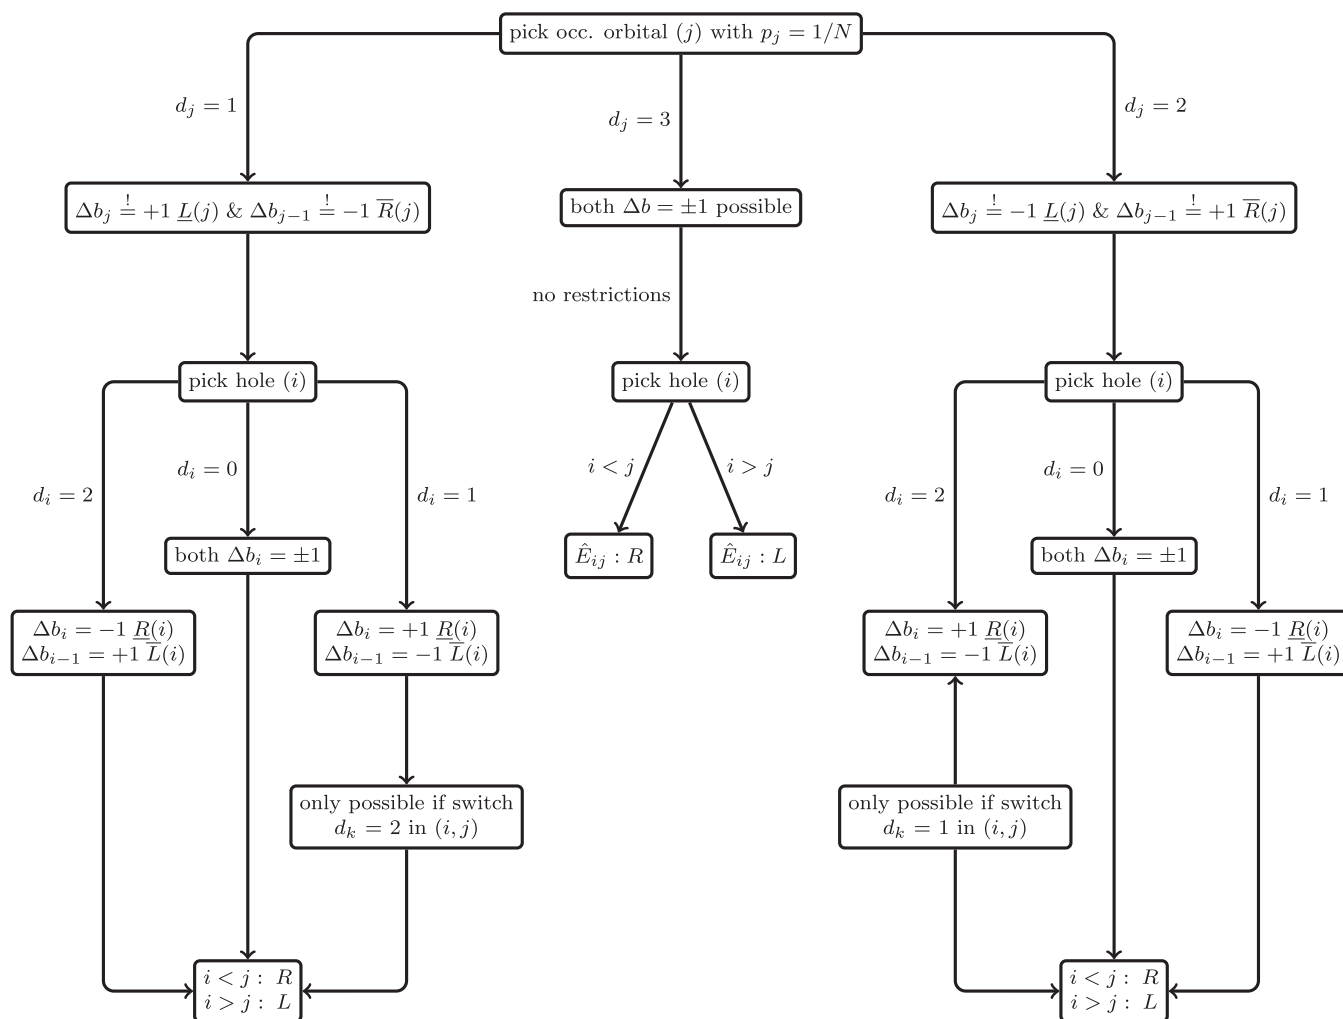 pick occ. orbital (j) with p_j = 1/N
d_j = 1
d_j = 3
d_j = 2
Δb_j =^! +1 L̲(j) & Δb_{j−1} =^! −1 R̅(j)
both Δb = ±1 possible
Δb_j =^! −1 L̲(j) & Δb_{j−1} =^! +1 R̅(j)
no restrictions
pick hole (i)
pick hole (i)
pick hole (i)
d_i = 2
d_i = 0
d_i = 1
i < j
i > j
d_i = 2
d_i = 0
d_i = 1
both Δb_i = ±1
Ê_{ij} : R
Ê_{ij} : L
both Δb_i = ±1
Δb_i = −1 R̲(i)
Δb_{i−1} = +1 L̅(i)
Δb_i = +1 R̲(i)
Δb_{i−1} = −1 L̅(i)
Δb_i = +1 R̲(i)
Δb_{i−1} = −1 L̅(i)
Δb_i = −1 R̲(i)
Δb_{i−1} = +1 L̅(i)
only possible if switch
d_k = 2 in (i, j)
only possible if switch
d_k = 1 in (i, j)
i < j : R
i > j : L
i < j : R
i > j : L